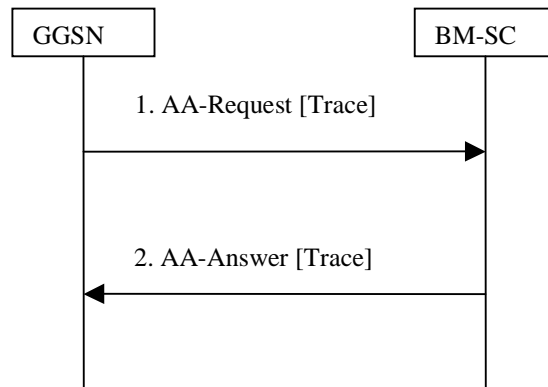 GGSN
BM-SC
1. AA-Request [Trace]
2. AA-Answer [Trace]